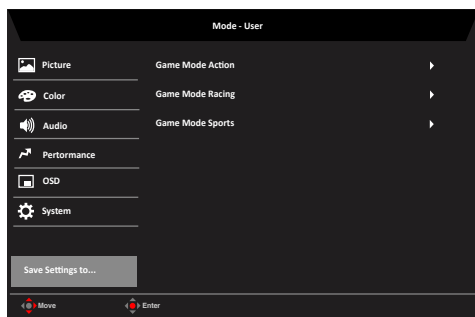 Mode - User
Picture
Game Mode Action
Color
Game Mode Racing
Audio
Game Mode Sports
Pertormance
OSD
System
Save Settings to...
Move
Enter